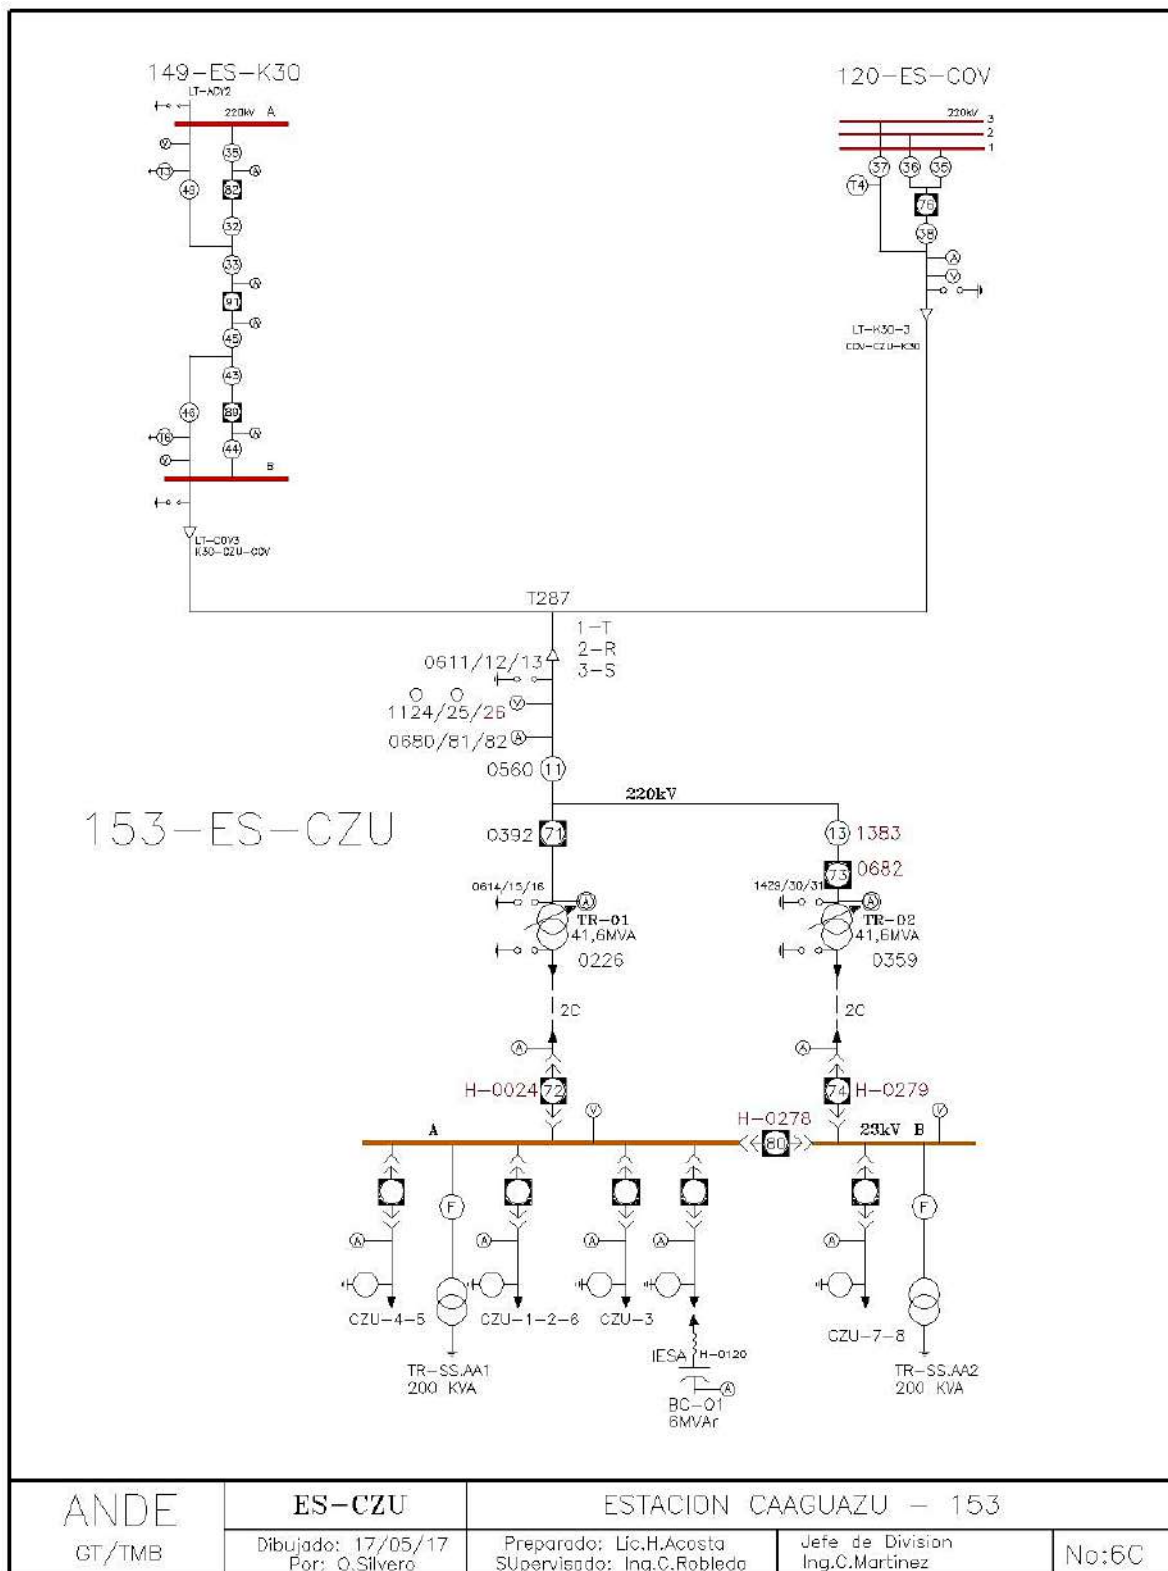 149-ES-K30
LT-ACY2
220kV A
V
35
A
T3
82
49
32
33
A
91
A
45
43
46
89
A
T6
44
V
B
LT-COV3
K30-CZU-COV
120-ES-COV
220kV 3
2
1
37 36 35
T4
76
38
A
V
LT-K30-3
COV-CZU-K30
T287
1-T
2-R
3-S
0611/12/13
1124/25/26 V
0680/81/82 A
0560 11
220kV
153-ES-CZU
0392 71
13 1383
73 0682
0614/15/16 A
1429/30/31 A
TR-01
41,6MVA
0226
TR-02
41,6MVA
0359
2C
2C
A
A
H-0024 72
74 H-0279
H-0278
V
V
A
80
23kV B
F
F
A
A
A
A
A
CZU-4-5
CZU-1-2-6
CZU-3
CZU-7-8
IESA H-0120
TR-SS.AA1
200 KVA
TR-SS.AA2
200 KVA
A
BC-01
6MVAr
ANDE
GT/TMB
ES-CZU
ESTACION CAAGUAZU - 153
Dibujado: 17/05/17
Por: O.Silvero
Preparado: Lic.H.Acosta
SUpervisado: Ing.C.Robledo
Jefe de Division
Ing.C.Martinez
No:6C